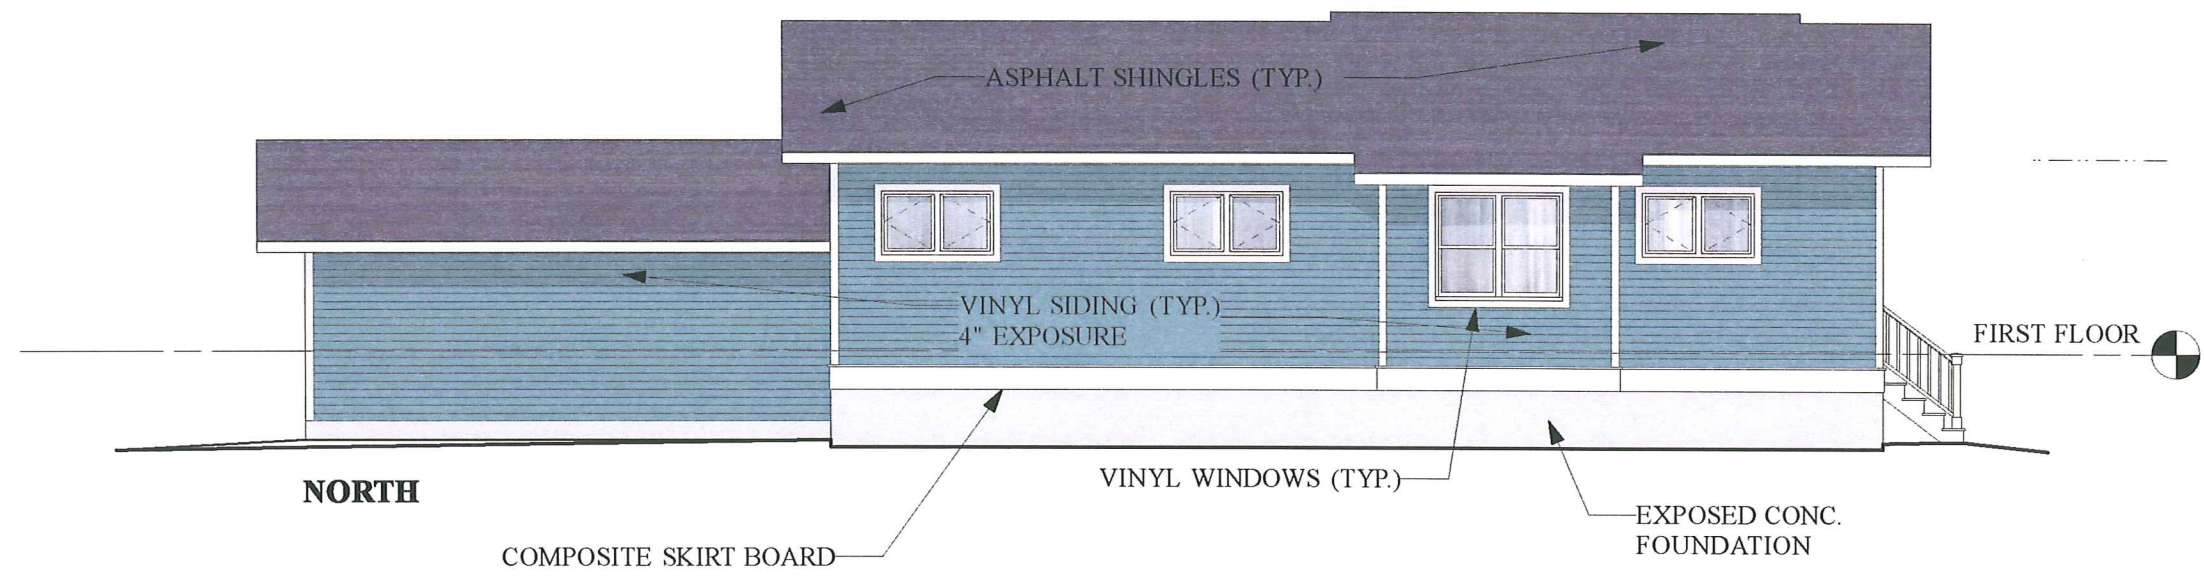 ASPHALT SHINGLES (TYP.)
VINYL SIDING (TYP.)
4" EXPOSURE
FIRST FLOOR
VINYL WINDOWS (TYP.)
NORTH
EXPOSED CONC.
FOUNDATION
COMPOSITE SKIRT BOARD